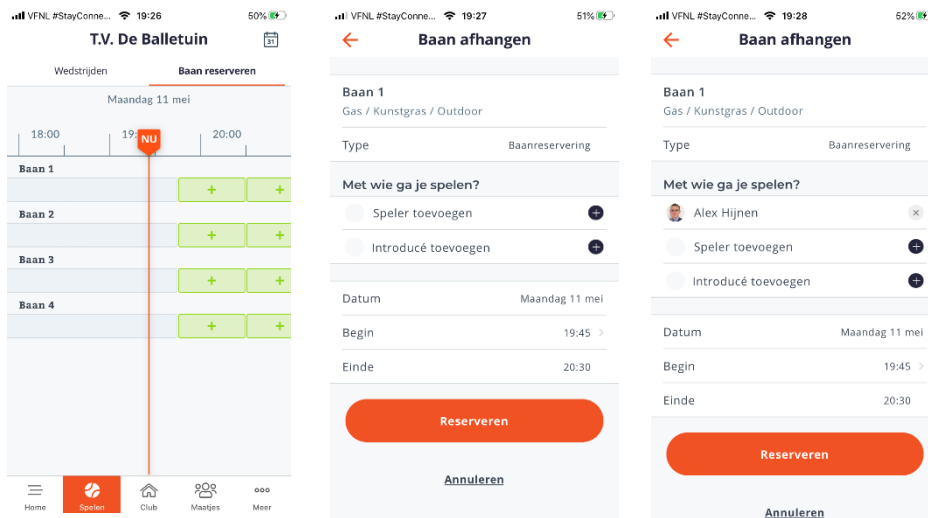 VFNL #StayConne... 19:26 50%
T.V. De Balletuin
31
Wedstrijden Baan reserveren
Maandag 11 mei
18:00 19: NU 20:00
Baan 1
+ +
Baan 2
+ +
Baan 3
+ +
Baan 4
+ +
Home Spelen Club Maatjes Meer
VFNL #StayConne... 19:27 51%
Baan afhangen
Baan 1
Gas / Kunstgras / Outdoor
Type Baanreservering
Met wie ga je spelen?
Speler toevoegen
Introducé toevoegen
Datum Maandag 11 mei
Begin 19:45
Einde 20:30
Reserveren
Annuleren
VFNL #StayConne... 19:28 52%
Baan afhangen
Baan 1
Gas / Kunstgras / Outdoor
Type Baanreservering
Met wie ga je spelen?
Alex Hijnen
Speler toevoegen
Introducé toevoegen
Datum Maandag 11 mei
Begin 19:45
Einde 20:30
Reserveren
Annuleren